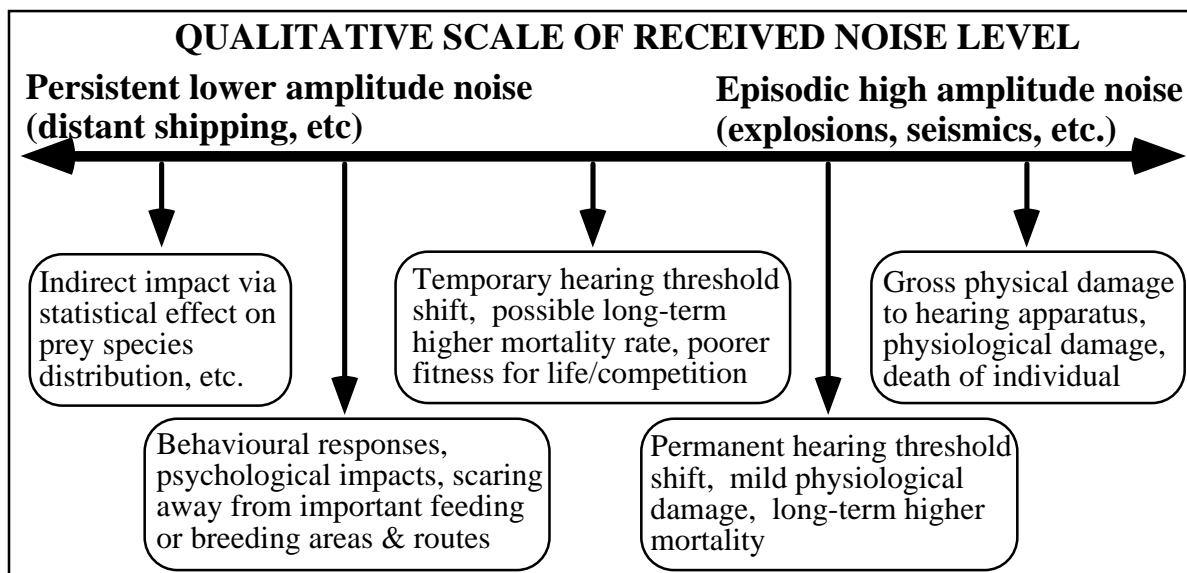 QUALITATIVE SCALE OF RECEIVED NOISE LEVEL
Persistent lower amplitude noise
(distant shipping, etc)
Episodic high amplitude noise
(explosions, seismics, etc.)
Indirect impact via
statistical effect on
prey species
distribution, etc.
Behavioural responses,
psychological impacts, scaring
away from important feeding
or breeding areas & routes
Temporary hearing threshold
shift, possible long-term
higher mortality rate, poorer
fitness for life/competition
Permanent hearing threshold
shift, mild physiological
damage, long-term higher
mortality
Gross physical damage
to hearing apparatus,
physiological damage,
death of individual